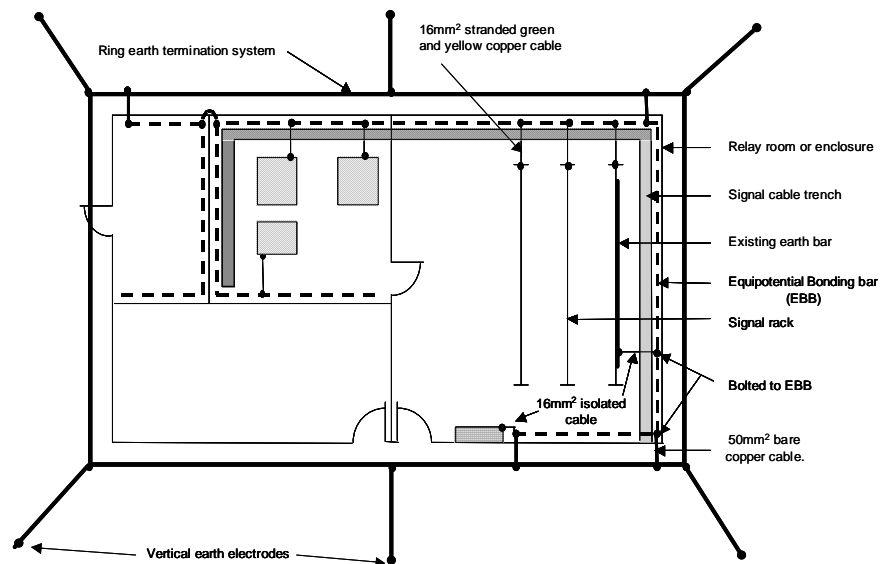 16mm² stranded green
and yellow copper cable
Ring earth termination system
Relay room or enclosure
Signal cable trench
Existing earth bar
Equipotential Bonding bar
(EBB)
Signal rack
Bolted to EBB
16mm² isolated
cable
50mm² bare
copper cable.
Vertical earth electrodes